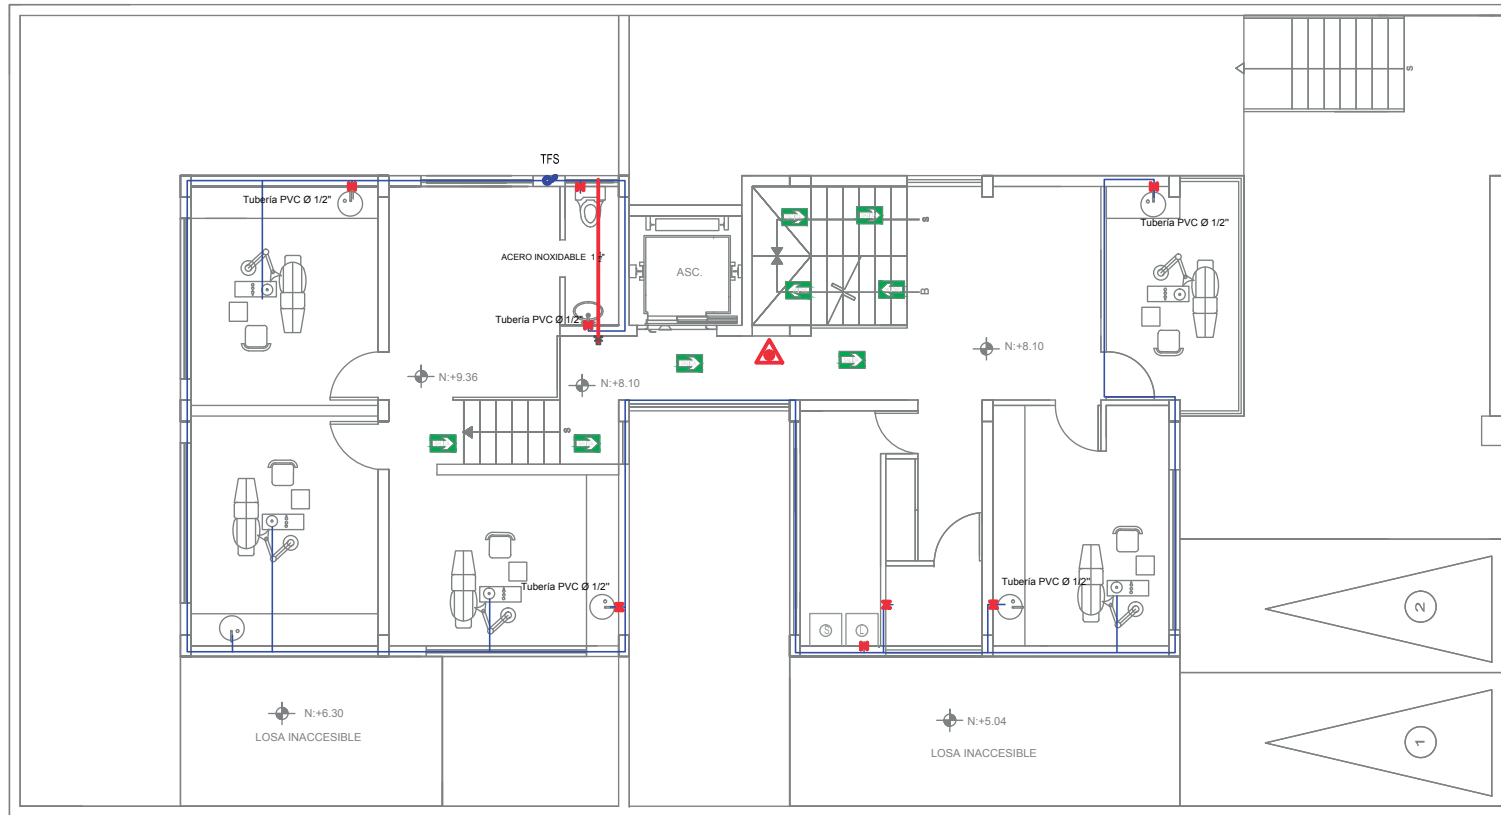 s
TFS
Tubería PVC Ø 1/2"
Tubería PVC Ø 1/2"
s
ACERO INOXIDABLE 1 ½"
ASC.
B
Tubería PVC Ø 1/2"
N:+9.36
N:+8.10
N:+8.10
s
Tubería PVC Ø 1/2"
Tubería PVC Ø 1/2"
S
L
2
N:+6.30
LOSA INACCESIBLE
N:+5.04
LOSA INACCESIBLE
1